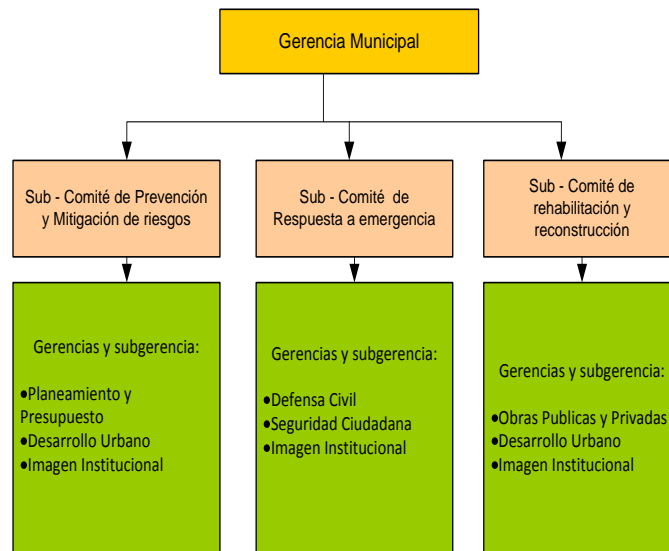 Gerencia Municipal
Sub - Comité de Prevención
y Mitigación de riesgos
Sub - Comité de
Respuesta a emergencia
Sub - Comité de
rehabilitación y
reconstrucción
Gerencias y subgerencia:
•Planeamiento y
Presupuesto
•Desarrollo Urbano
•Imagen Institucional
Gerencias y subgerencia:
•Defensa Civil
•Seguridad Ciudadana
•Imagen Institucional
Gerencias y subgerencia:
•Obras Publicas y Privadas
•Desarrollo Urbano
•Imagen Institucional